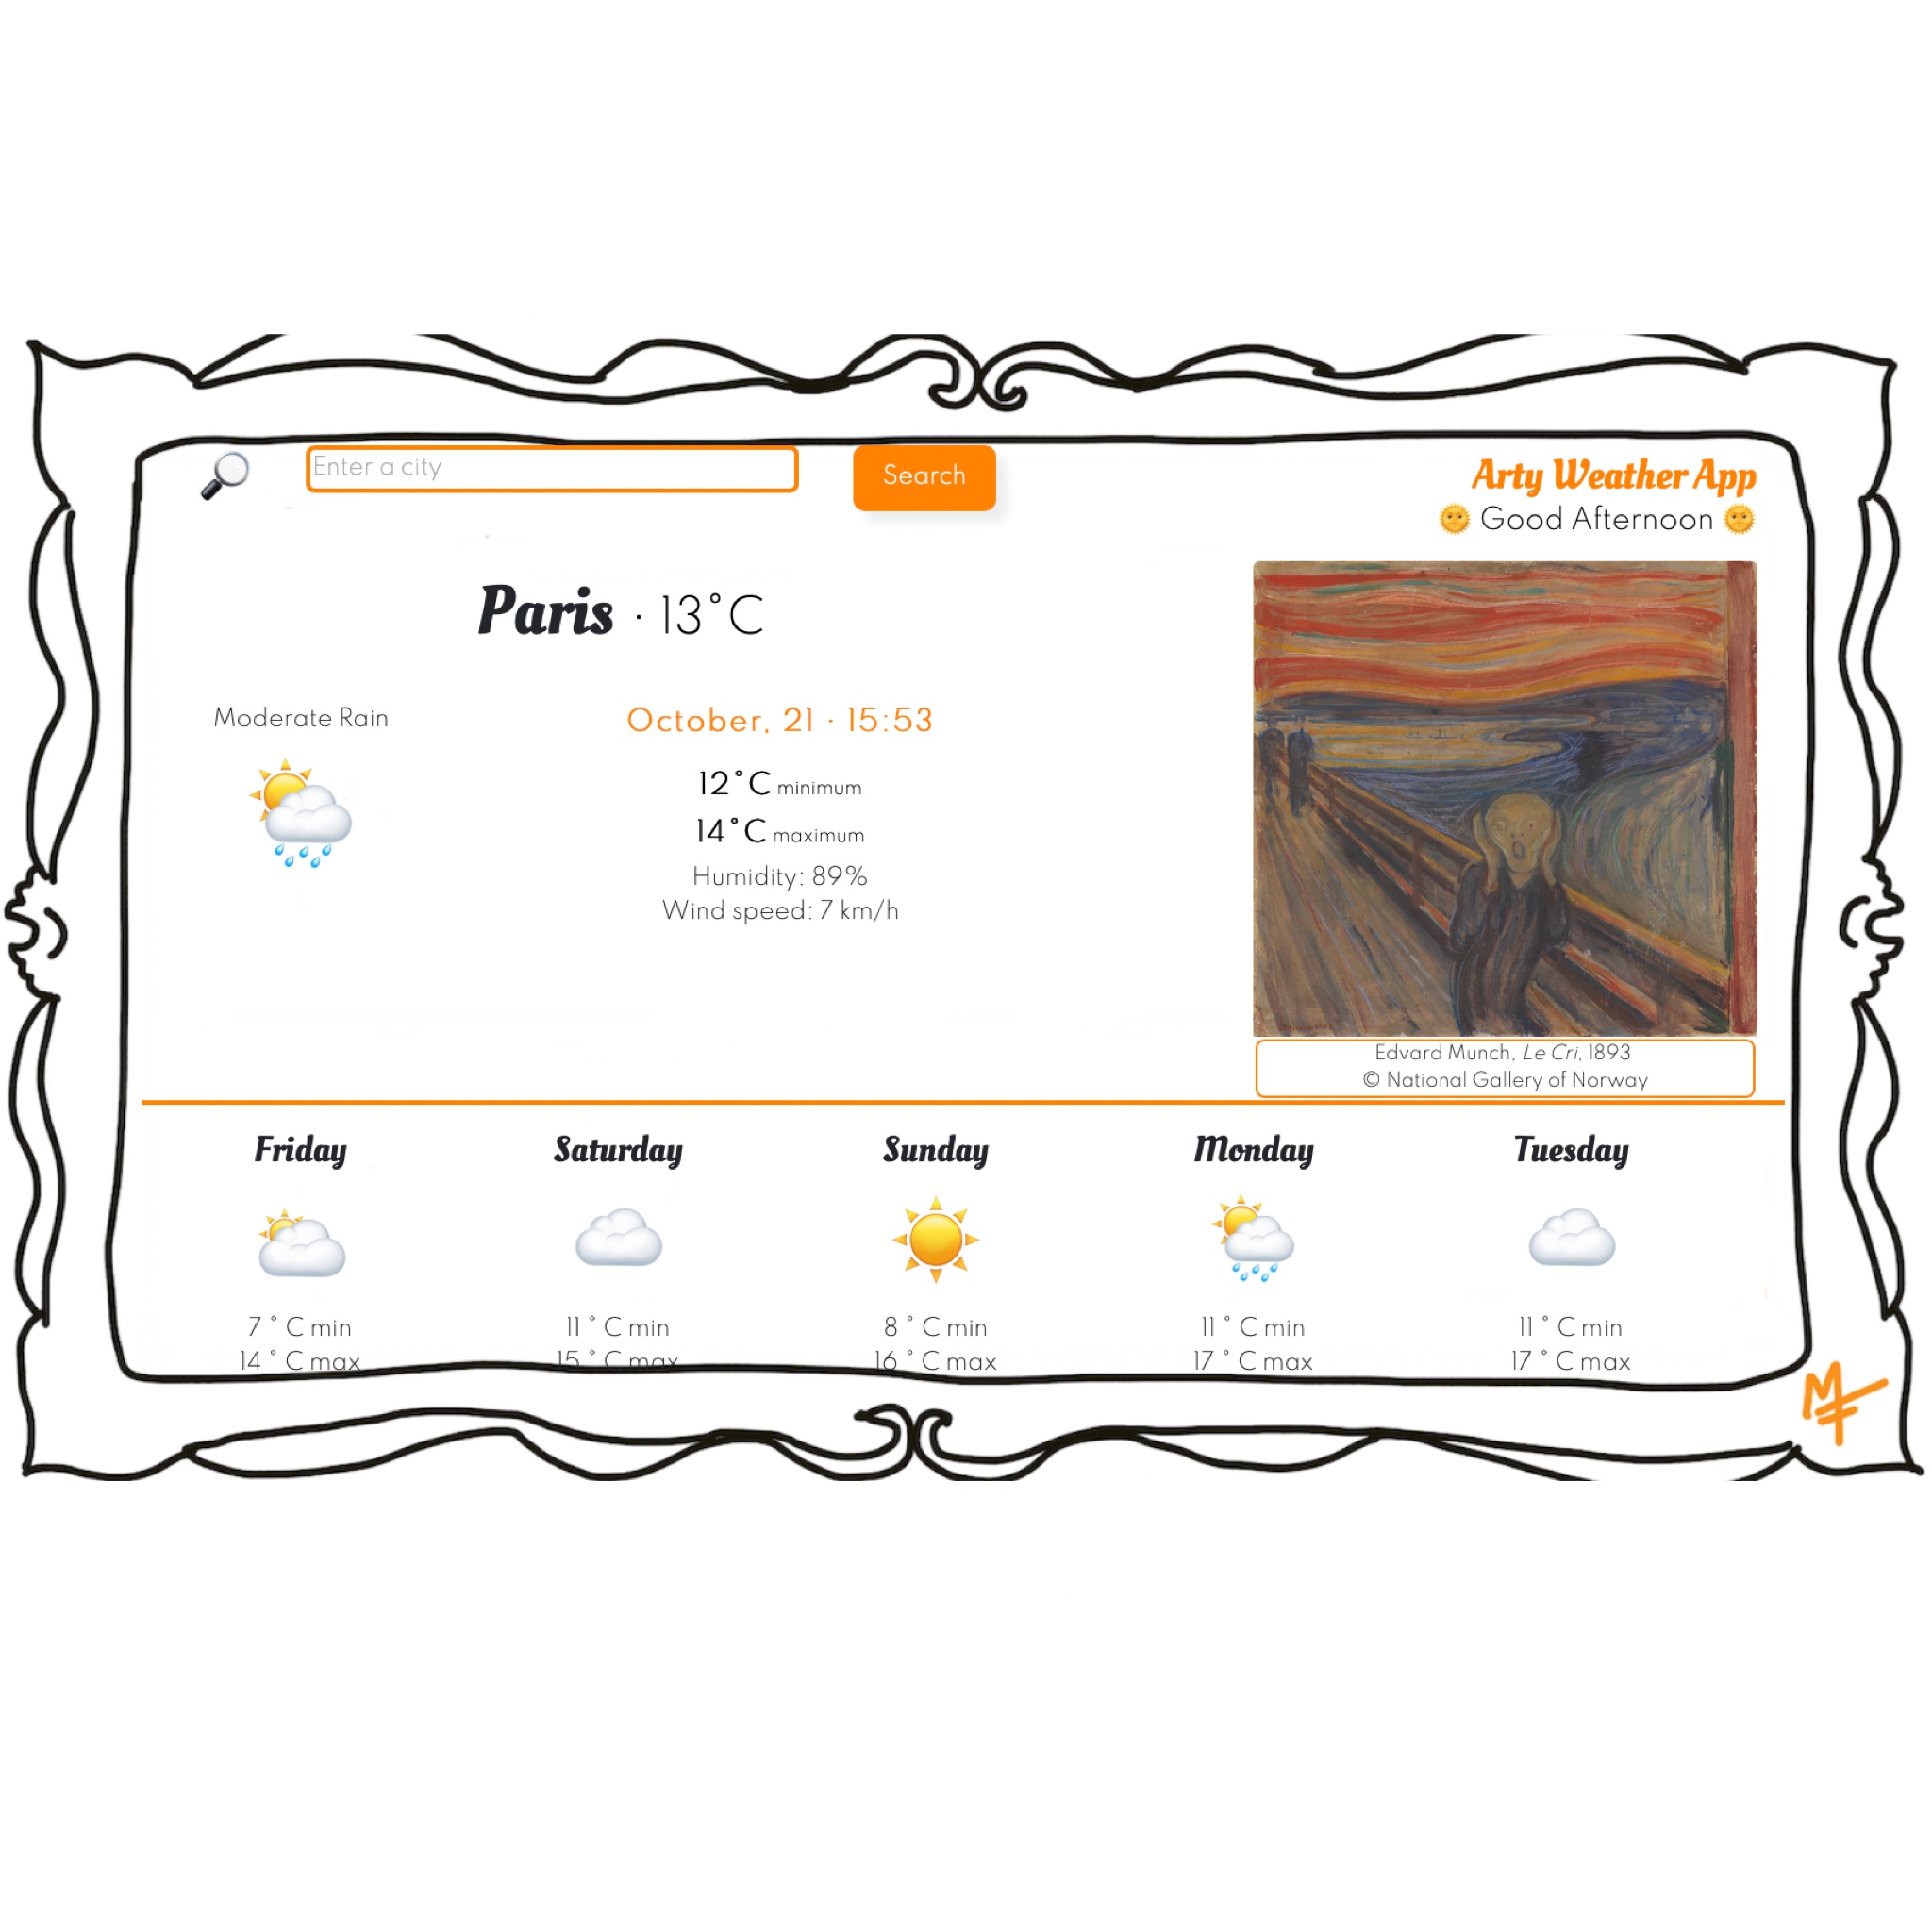 Enter a city
Search
Arty Weather App
Good Afternoon
Paris · 13°C
Moderate Rain
October, 21 · 15:53
12°C minimum
14°C maximum
Humidity: 89%
Wind speed: 7 km/h
Edvard Munch, Le Cri, 1893
© National Gallery of Norway
Friday Saturday Sunday Monday Tuesday
7 ° C min 11 ° C min 8 ° C min 11 ° C min 11 ° C min
14 ° C max 15 ° C max 16 ° C max 17 ° C max 17 ° C max